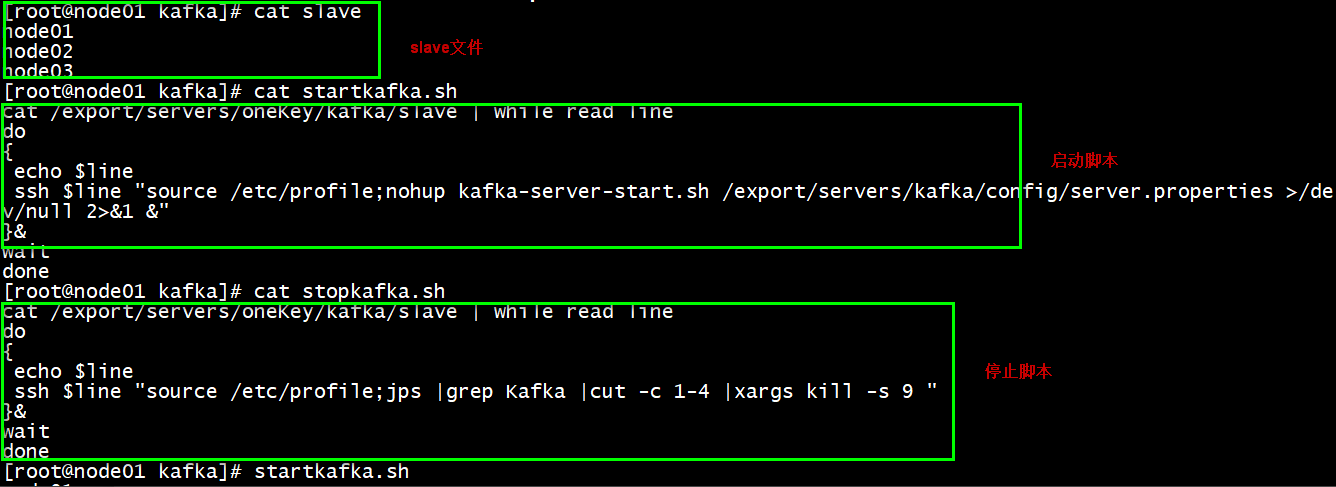 [root@node01 kafka]# cat slave
node01
node02
node03
slave文件
[root@node01 kafka]# cat startkafka.sh
cat /export/servers/oneKey/kafka/slave | while read line
do
{
echo $line
ssh $line "source /etc/profile;nohup kafka-server-start.sh /export/servers/kafka/config/server.properties >/de
v/null 2>&1 &"
}&
wait
done
启动脚本
[root@node01 kafka]# cat stopkafka.sh
cat /export/servers/oneKey/kafka/slave | while read line
do
{
echo $line
ssh $line "source /etc/profile;jps |grep Kafka |cut -c 1-4 |xargs kill -s 9 "
}&
wait
done
停止脚本
[root@node01 kafka]# startkafka.sh